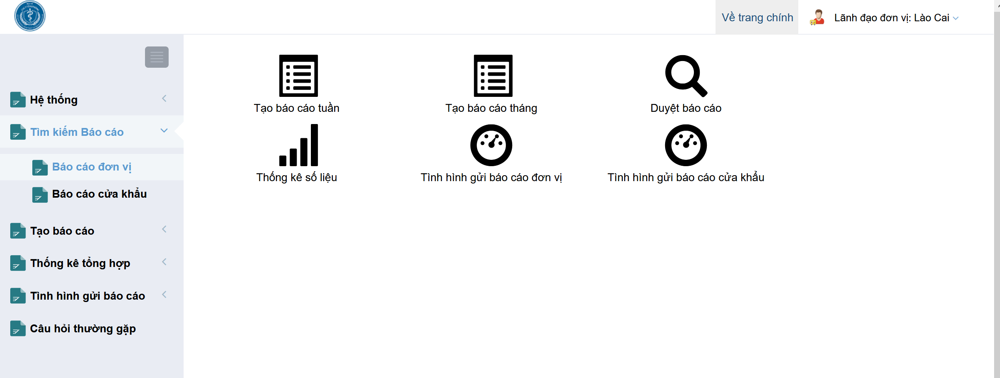 Về trang chính
Lãnh đạo đơn vị: Lào Cai
Hệ thống
Tìm kiếm Báo cáo
Báo cáo đơn vị
Báo cáo cửa khẩu
Tạo báo cáo
Thống kê tổng hợp
Tình hình gửi báo cáo
Câu hỏi thường gặp
Tạo báo cáo tuần
Tạo báo cáo tháng
Duyệt báo cáo
Thống kê số liệu
Tình hình gửi báo cáo đơn vị
Tình hình gửi báo cáo cửa khẩu